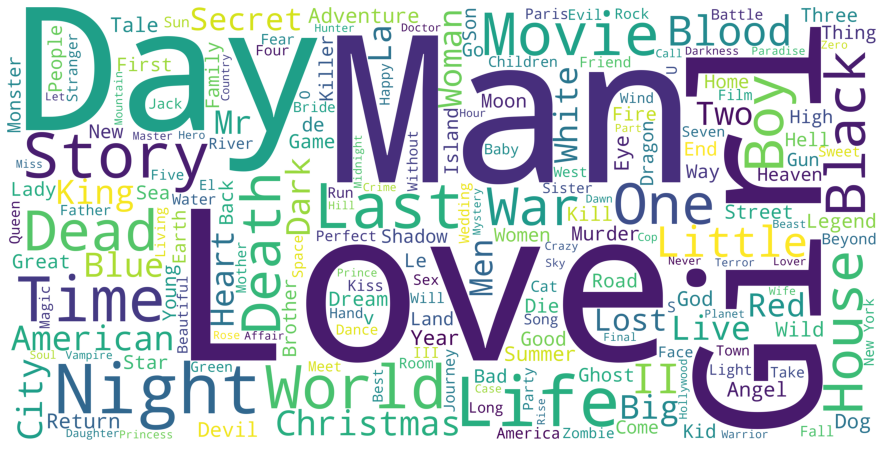 Day
Man
Love
Girl
Movie
Story
Last
War
One
Black
Blood
Boy
Night
World
Life
Time
Dead
Death
House
Little
Secret
Adventure
La
Woman
Go
Son
Paris
Evil
Rock
Battle
Three
Thing
Tale
Sun
Fear
Hunter
Doctor
Zero
Darkness
Paradise
Call
U
Children
Friend
Monster
People
Let
Stranger
First
Four
Family
Country
Killer
Happy
Mountain
Jack
Mr
O
Bride
de
Game
Island
Moon
Hour
White
Wind
Fire
Part
Dragon
Home
Film
Two
Seven
High
Hell
Gun
Sweet
Heaven
End
Way
Eye
Baby
West
Without
Midnight
New
Master
Hero
River
Miss
Five
El
Water
Back
Dark
Run
Crime
Hill
Wedding
Mystery
Sister
Dawn
Kill
Street
Legend
Beast
Beyond
Lady
King
Sea
Queen
Father
Living
Earth
Great
Blue
Young
Beautiful
Heart
Mother
Space
Perfect
Shadow
Men
Women
Murder
Crazy
Cop
Sky
Never
Terror
Lover
Magic
American
Brother
Prince
Kiss
Le
Sex
Will
Dream
v
Hand
Land
Dance
Year
Cat
Die
Road
Song
Good
Lost
s
God
Wife
Planet
Red
Live
Wild
New York
Rose
Affair
Star
Soul
Vampire
Green
City
Return
Daughter
Princess
Devil
Christmas
Meet
III
Room
Best
Journey
Bad
Case
Long
Party
Rise
America
Summer
Ghost
Zombie
Final
II
Big
Come
Face
Hollywood
Kid
Town
Light
Take
Angel
Warrior
Fall
Dog